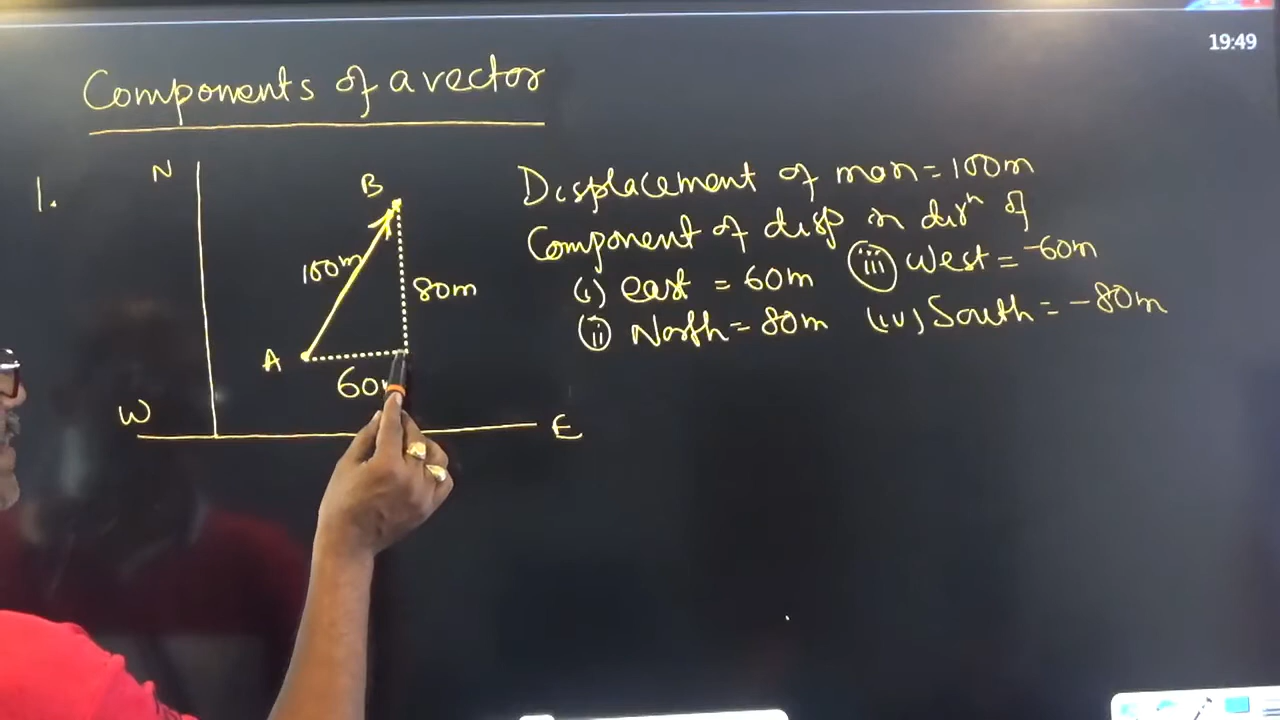 19:49
Components of a vector
1.
N
B
100m
80m
A
60m
W
E
Displacement of man = 100m
Component of disp in dirⁿ of
(i) east = 60m (iii) West = -60m
(ii) North = 80m (iv) South = -80m